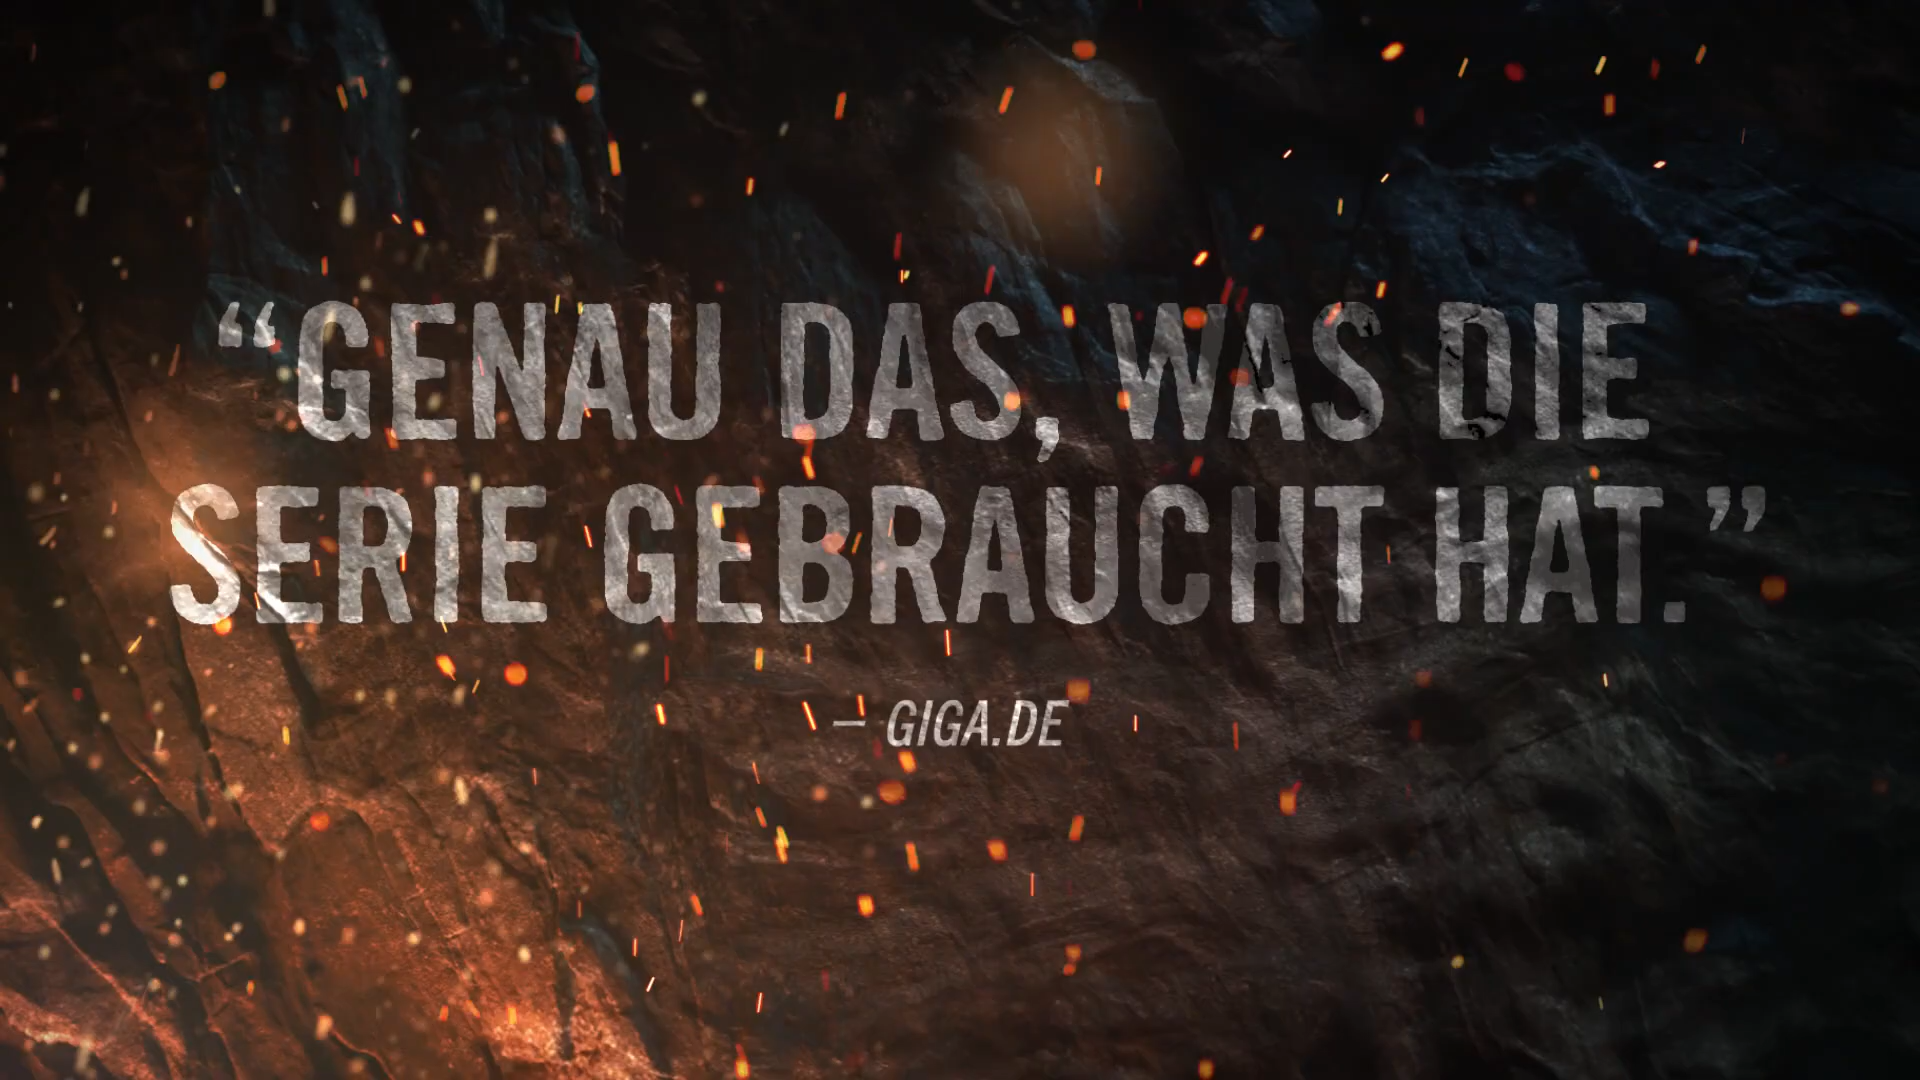 “GENAU DAS, WAS DIE
SERIE GEBRAUCHT HAT.”
– GIGA.DE